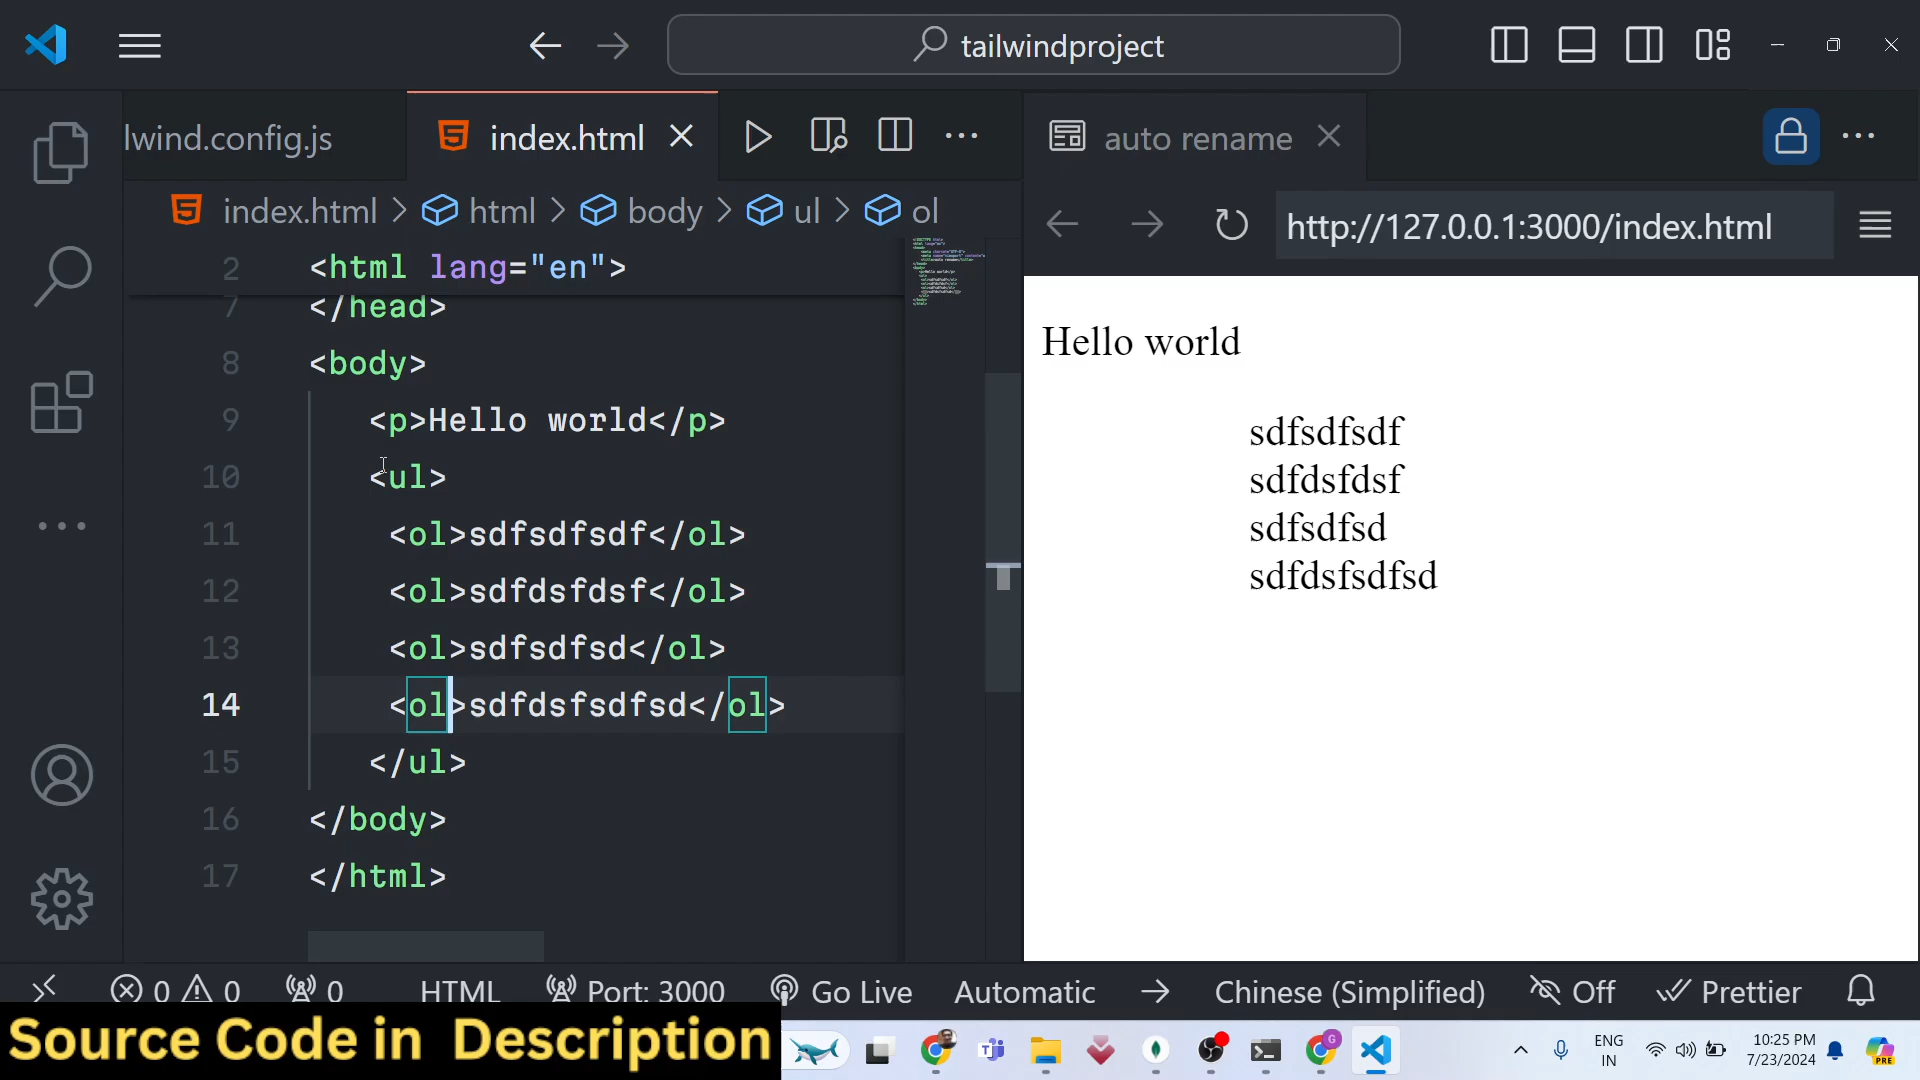 tailwindproject
lwind.config.js
index.html
auto rename
index.html > html > body > ul > ol
http://127.0.0.1:3000/index.html
2 <html lang="en">
7 </head>
8 <body>
9 <p>Hello world</p>
10 <ul>
11 <ol>sdfsdfsdf</ol>
12 <ol>sdfdsfdsf</ol>
13 <ol>sdfsdfsd</ol>
14 <ol>sdfdsfsdfsd</ol>
15 </ul>
16 </body>
17 </html>
Hello world
sdfsdfsdf
sdfdsfdsf
sdfsdfsd
sdfdsfsdfsd
0 0 0 HTML Port: 3000 Go Live Automatic Chinese (Simplified) Off Prettier
Source Code in Description
ENG
IN
10:25 PM
7/23/2024
PRE